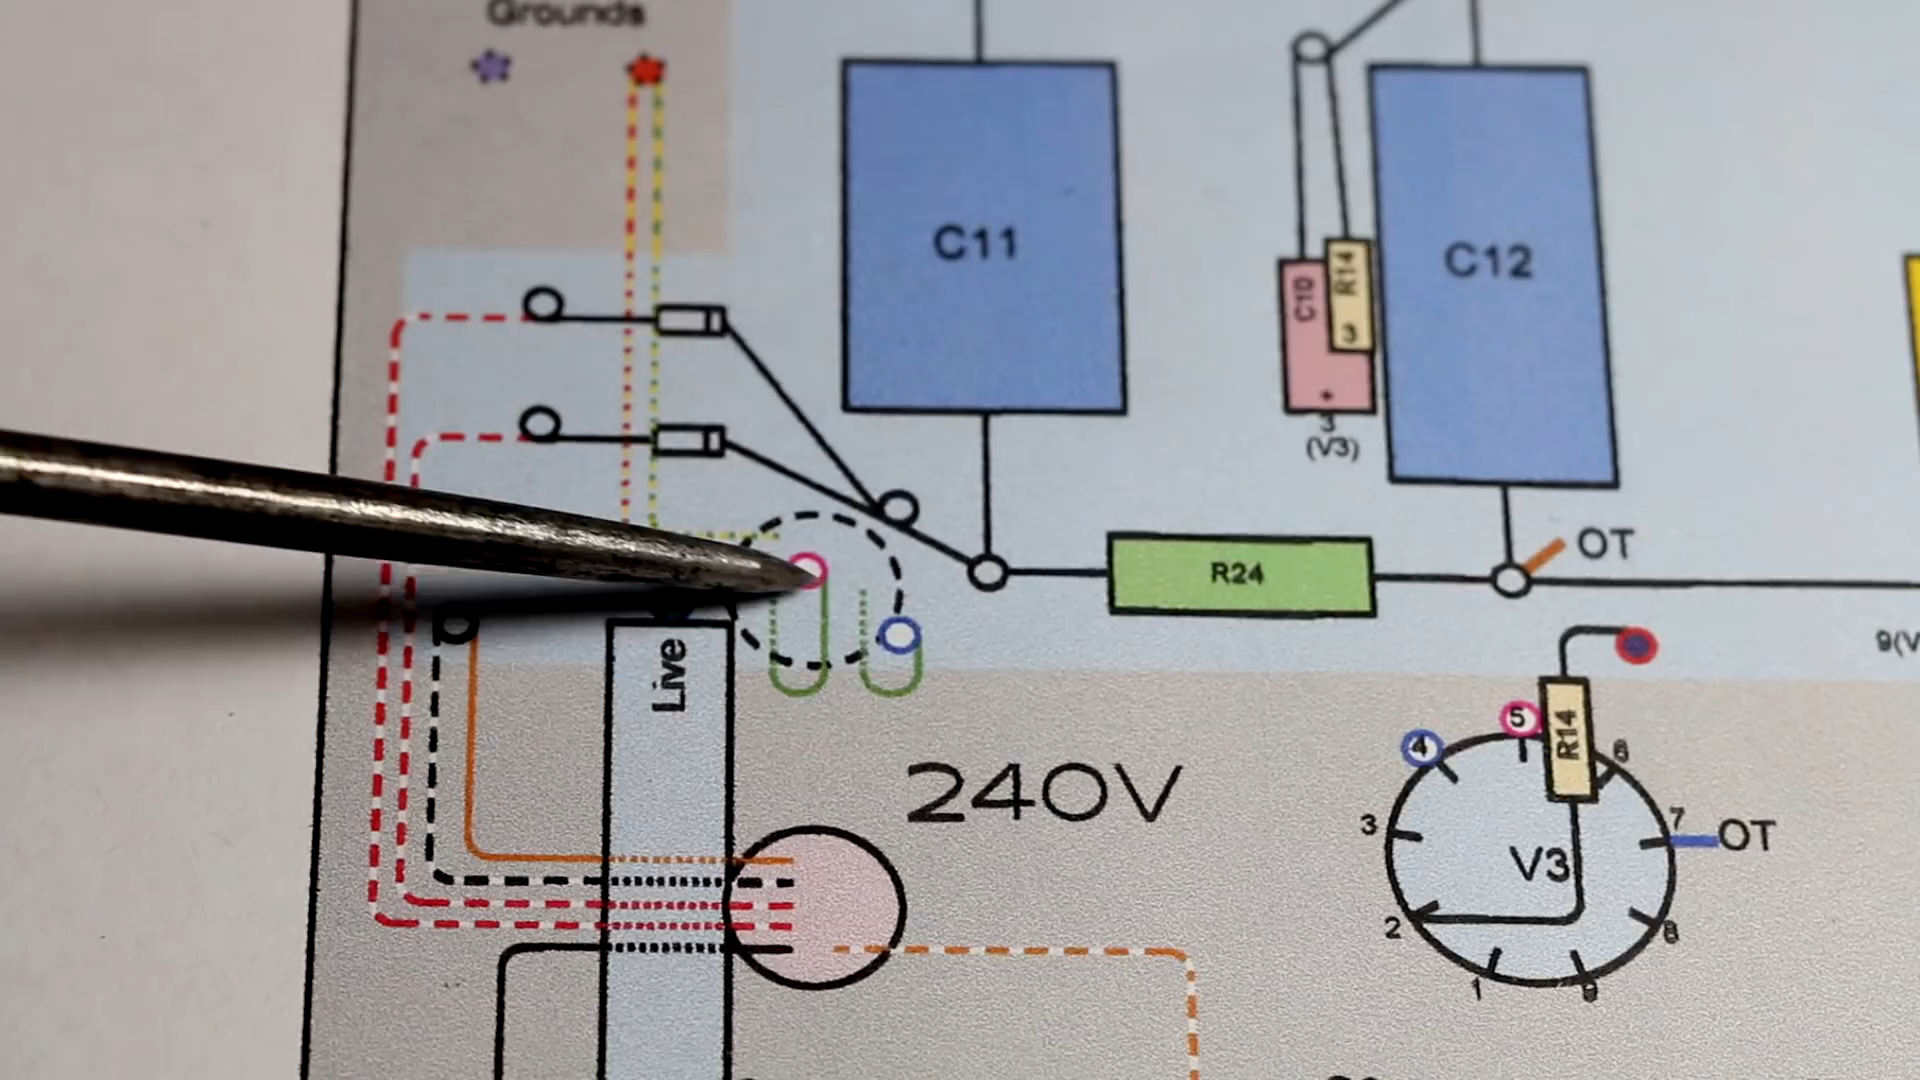 Grounds
C11
C12
C10
R14
3
+
3
(V3)
OT
R24
9(V
Live
240V
5
4
R14
6
3
7
OT
V3
2
8
1
9